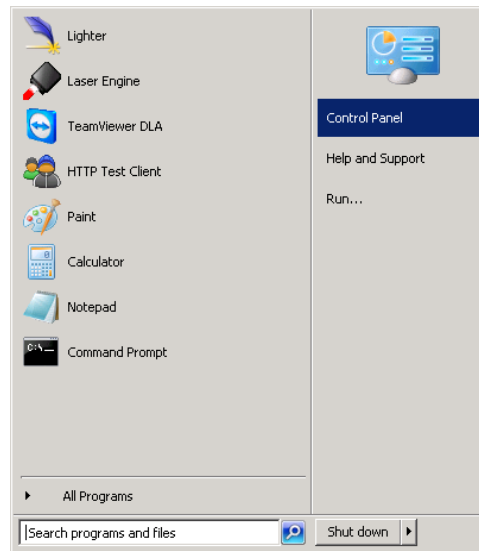 Lighter
Laser Engine
TeamViewer DLA
HTTP Test Client
Paint
Calculator
Notepad
C:\
Command Prompt
All Programs
Search programs and files
Control Panel
Help and Support
Run...
Shut down